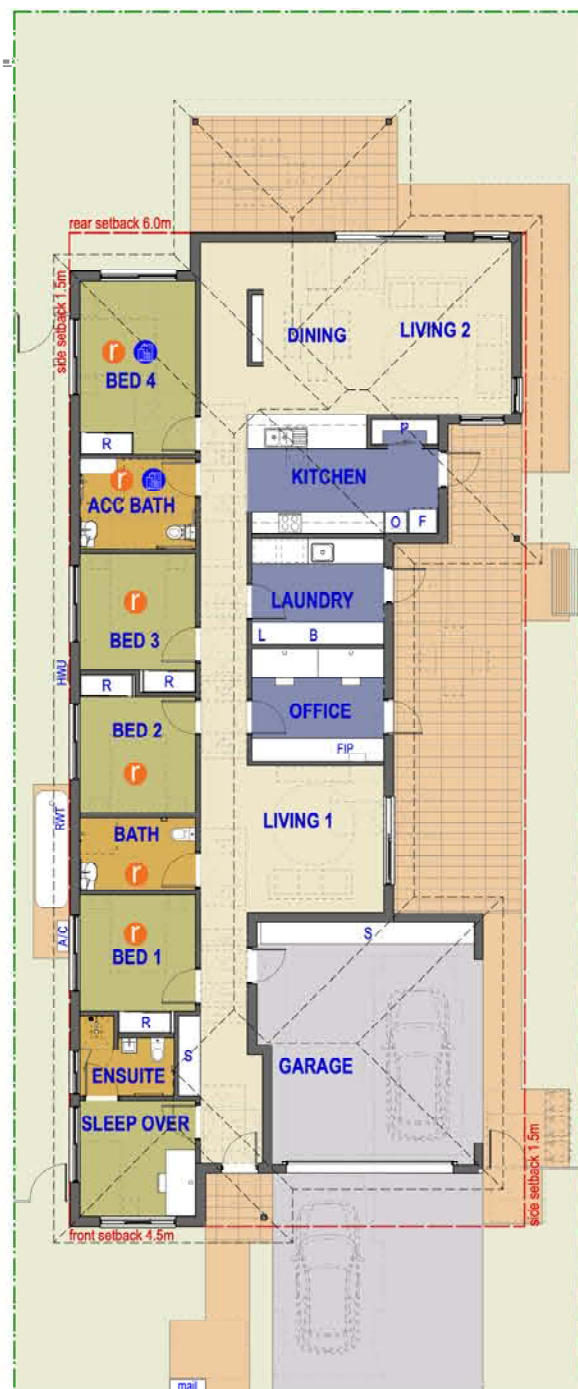 rear setback 6.0m
side setback 1.5m
DINING
LIVING 2
r
BED 4
R
P
KITCHEN
r
ACC BATH
O
F
r
BED 3
LAUNDRY
L
B
HWU
R
R
BED 2
OFFICE
r
FIP
RWT
BATH
LIVING 1
r
A/C
r
BED 1
S
R
S
GARAGE
ENSUITE
SLEEP OVER
side setback 1.5m
front setback 4.5m
mail